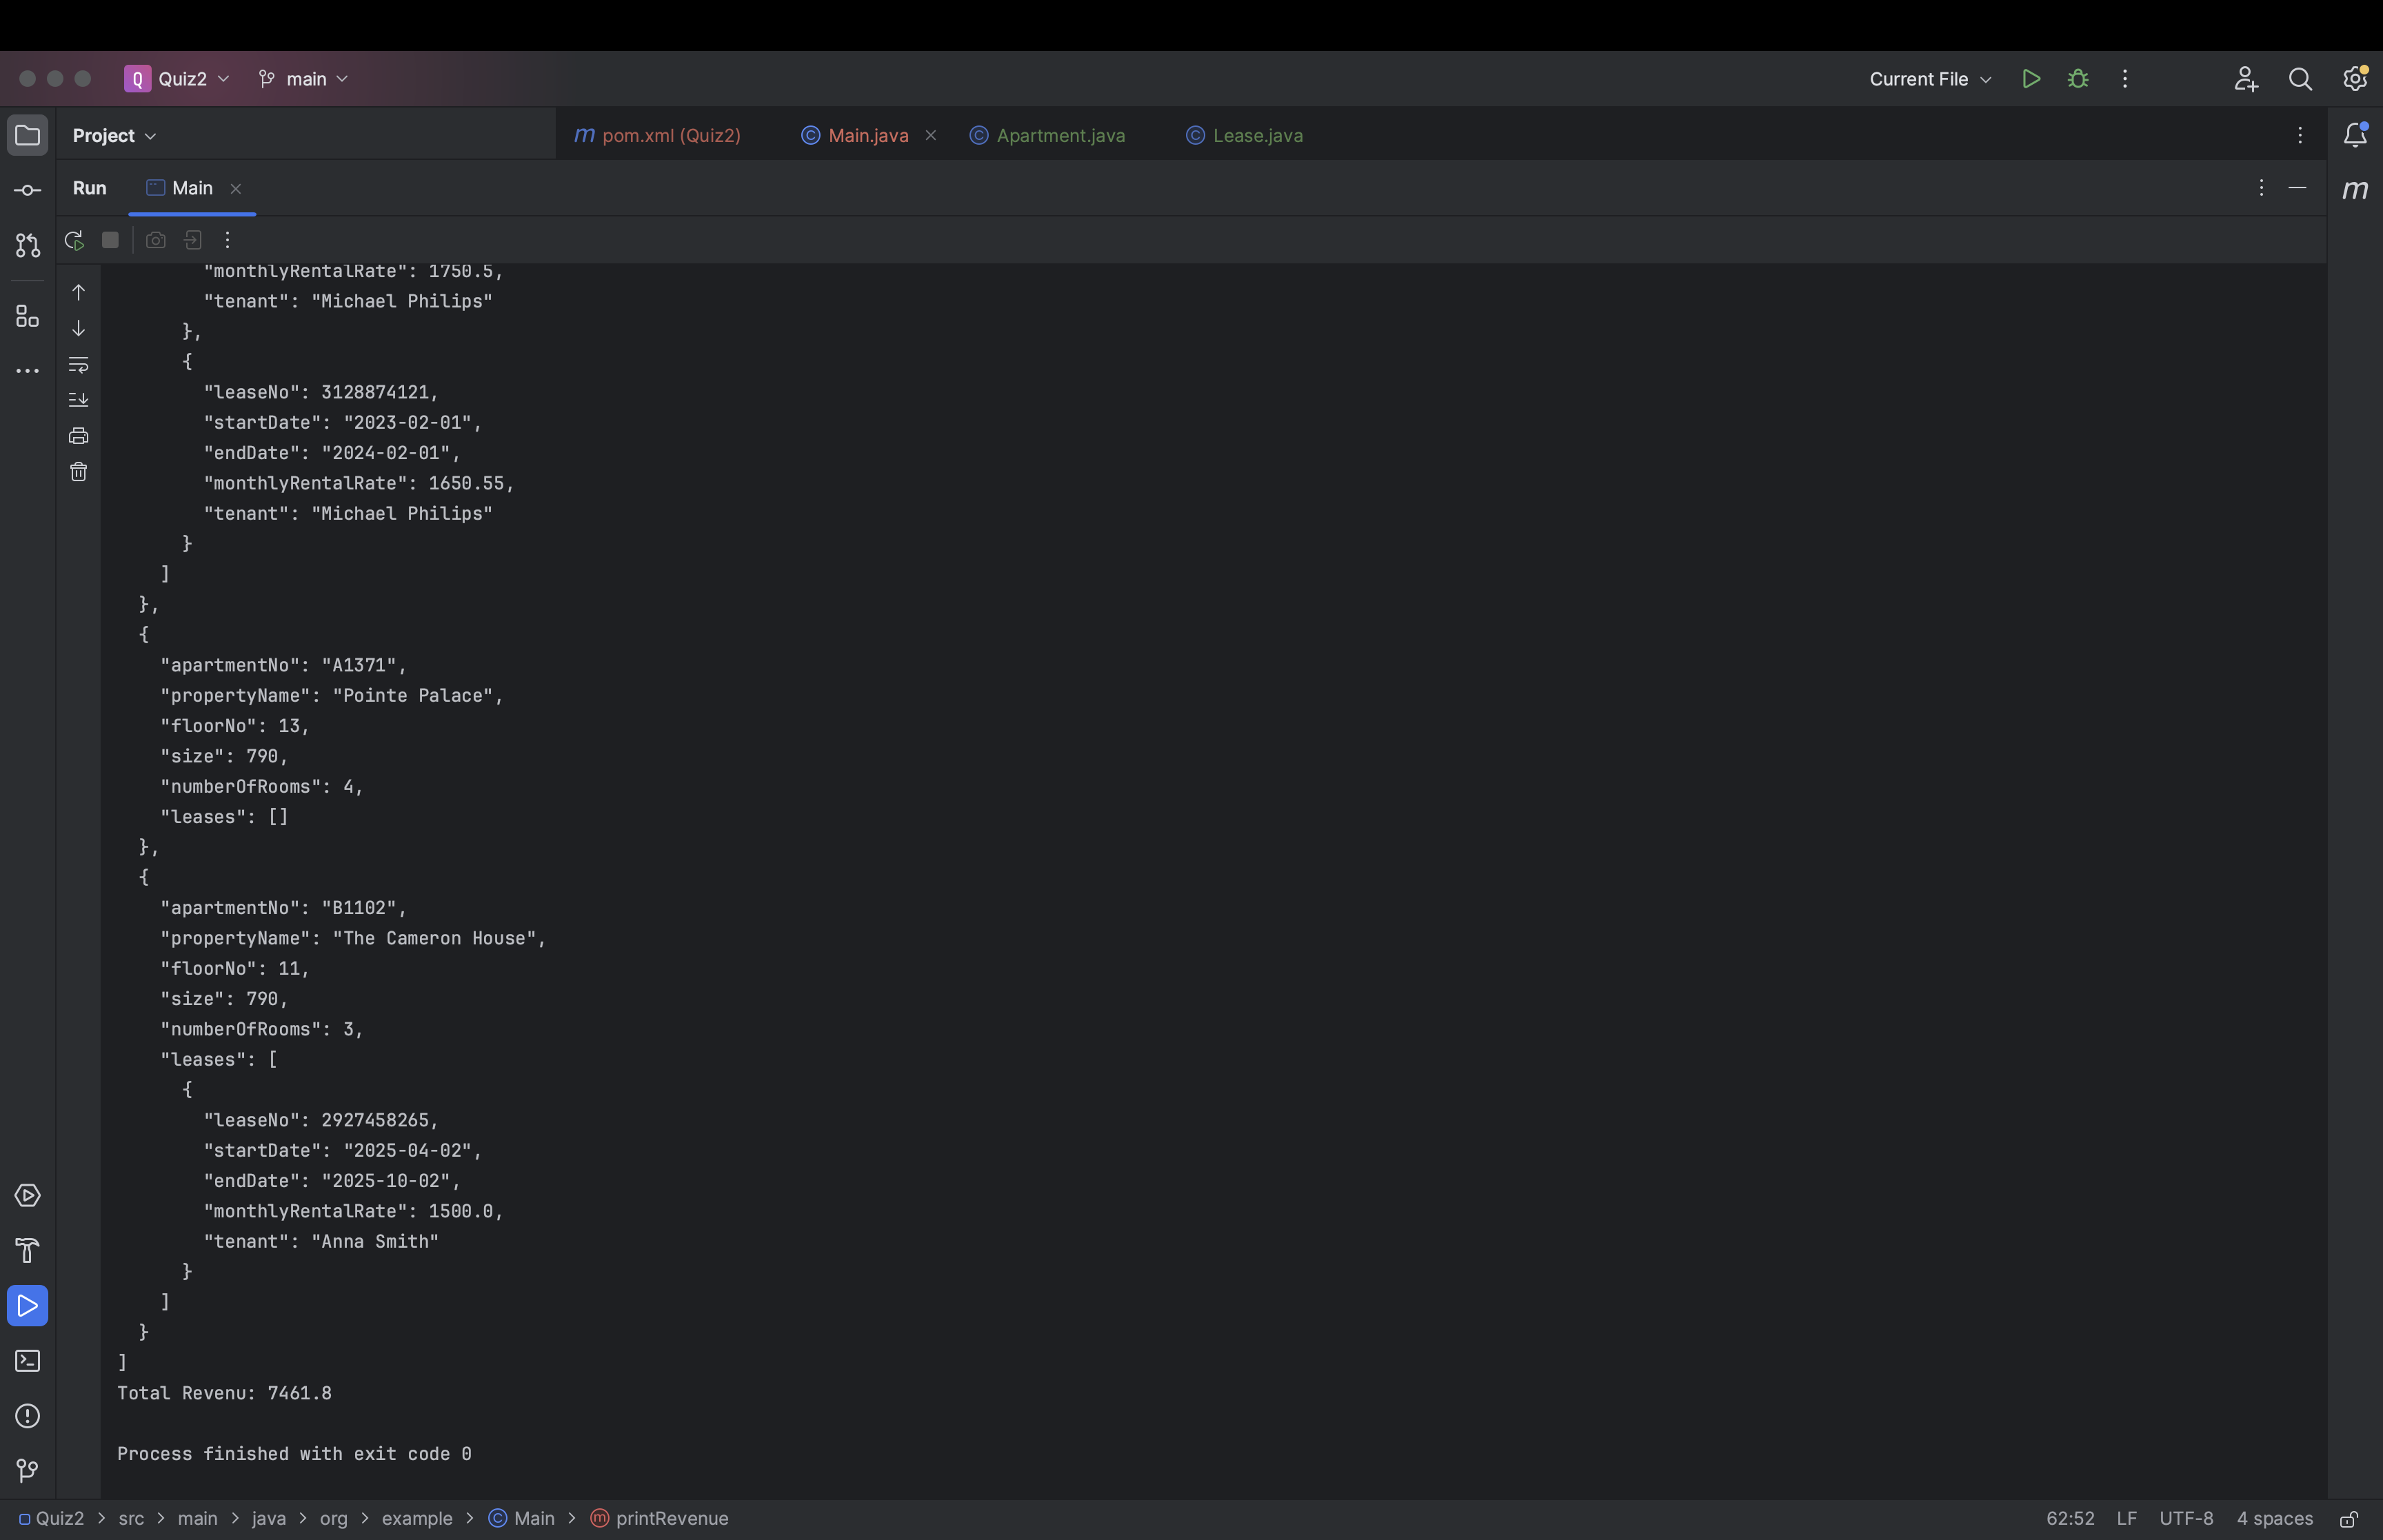 Q Quiz2 main Current File
Project pom.xml (Quiz2) Main.java Apartment.java Lease.java
Run Main
"monthlyRentalRate": 1750.5,
"tenant": "Michael Philips"
},
{
"leaseNo": 3128874121,
"startDate": "2023-02-01",
"endDate": "2024-02-01",
"monthlyRentalRate": 1650.55,
"tenant": "Michael Philips"
}
]
},
{
"apartmentNo": "A1371",
"propertyName": "Pointe Palace",
"floorNo": 13,
"size": 790,
"numberOfRooms": 4,
"leases": []
},
{
"apartmentNo": "B1102",
"propertyName": "The Cameron House",
"floorNo": 11,
"size": 790,
"numberOfRooms": 3,
"leases": [
{
"leaseNo": 2927458265,
"startDate": "2025-04-02",
"endDate": "2025-10-02",
"monthlyRentalRate": 1500.0,
"tenant": "Anna Smith"
}
]
}
]
Total Revenu: 7461.8
Process finished with exit code 0
Quiz2 > src > main > java > org > example > Main > printRevenue 62:52 LF UTF-8 4 spaces